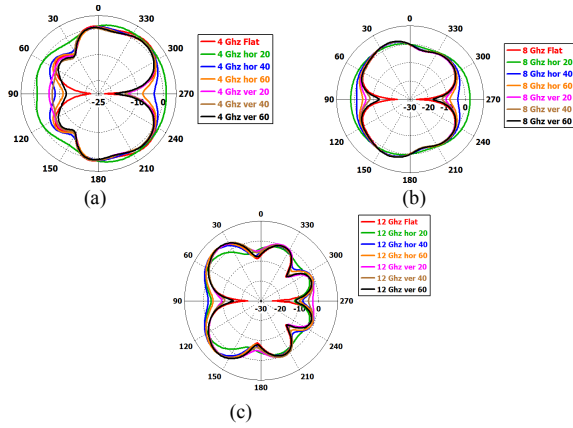 0
30
330
60
300
90
270
-25
-10
0
120
240
150
210
180
4 Ghz Flat
4 Ghz hor 20
4 Ghz hor 40
4 Ghz hor 60
4 Ghz ver 20
4 Ghz ver 40
4 Ghz ver 60
(a)
0
30
330
60
300
90
270
-30
-20
-10
0
120
240
150
210
180
8 Ghz Flat
8 Ghz hor 20
8 Ghz hor 40
8 Ghz hor 60
8 Ghz ver 20
8 Ghz ver 40
8 Ghz ver 60
(b)
0
30
330
60
300
90
270
-30
-20
-10
0
120
240
150
210
180
12 Ghz Flat
12 Ghz hor 20
12 Ghz hor 40
12 Ghz hor 60
12 Ghz ver 20
12 Ghz ver 40
12 Ghz ver 60
(c)